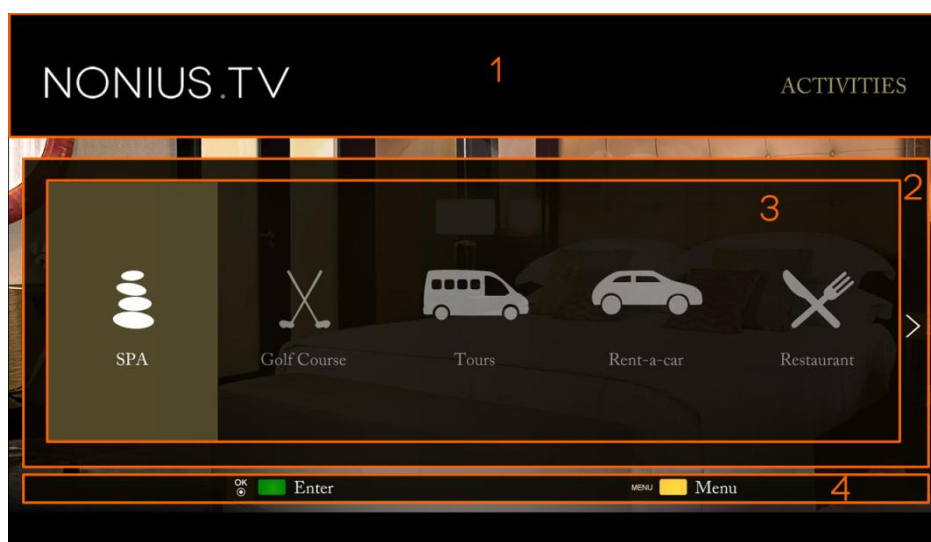 NONIUS.TV
1
ACTIVITIES
2
3
SPA
Golf Course
Tours
Rent-a-car
Restaurant
>
OK Enter
MENU Menu
4